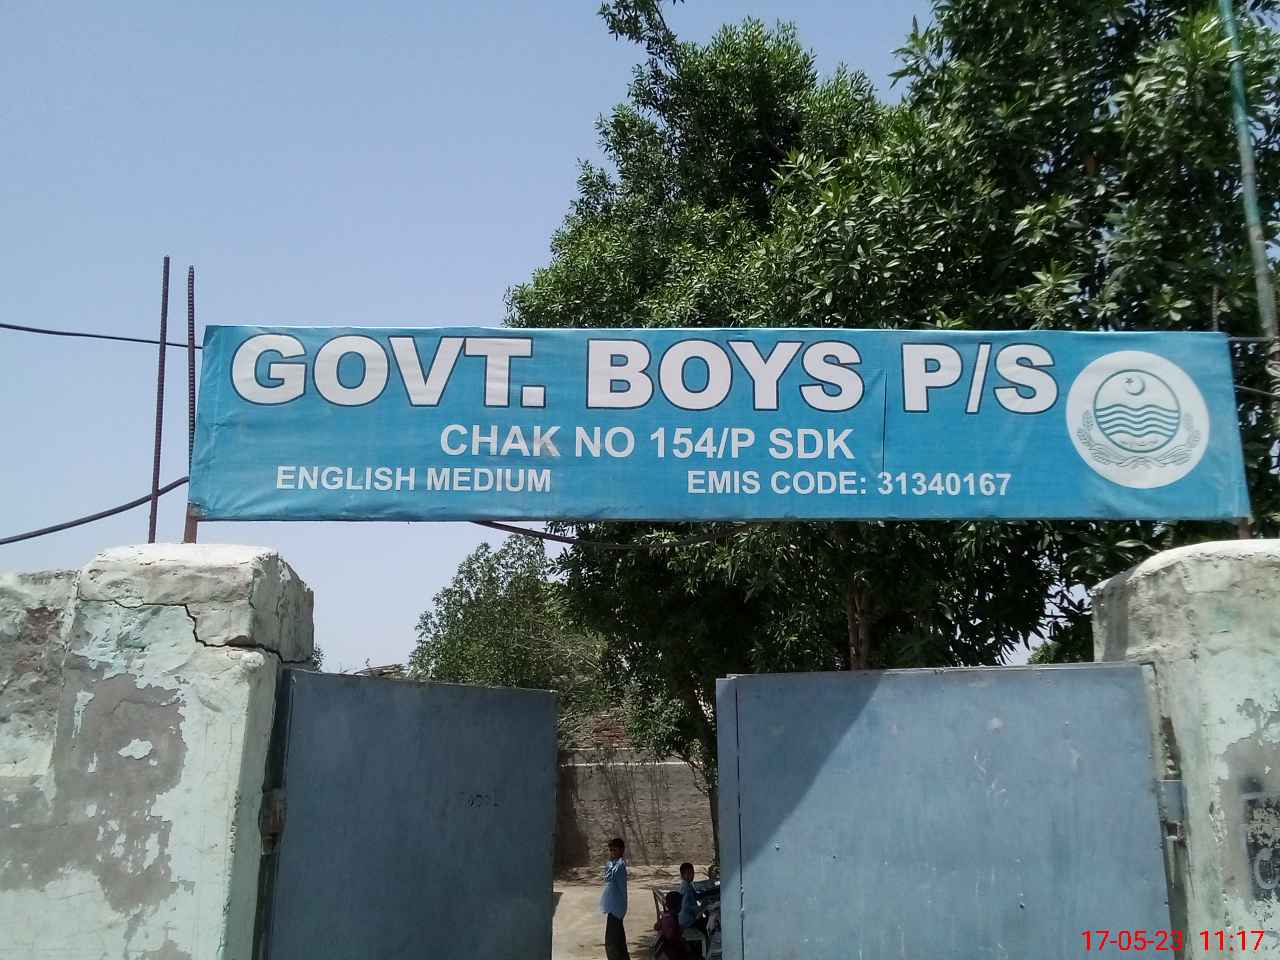 GOVT. BOYS P/S
CHAK NO 154/P SDK
ENGLISH MEDIUM EMIS CODE: 31340167
17-05-23 11:17